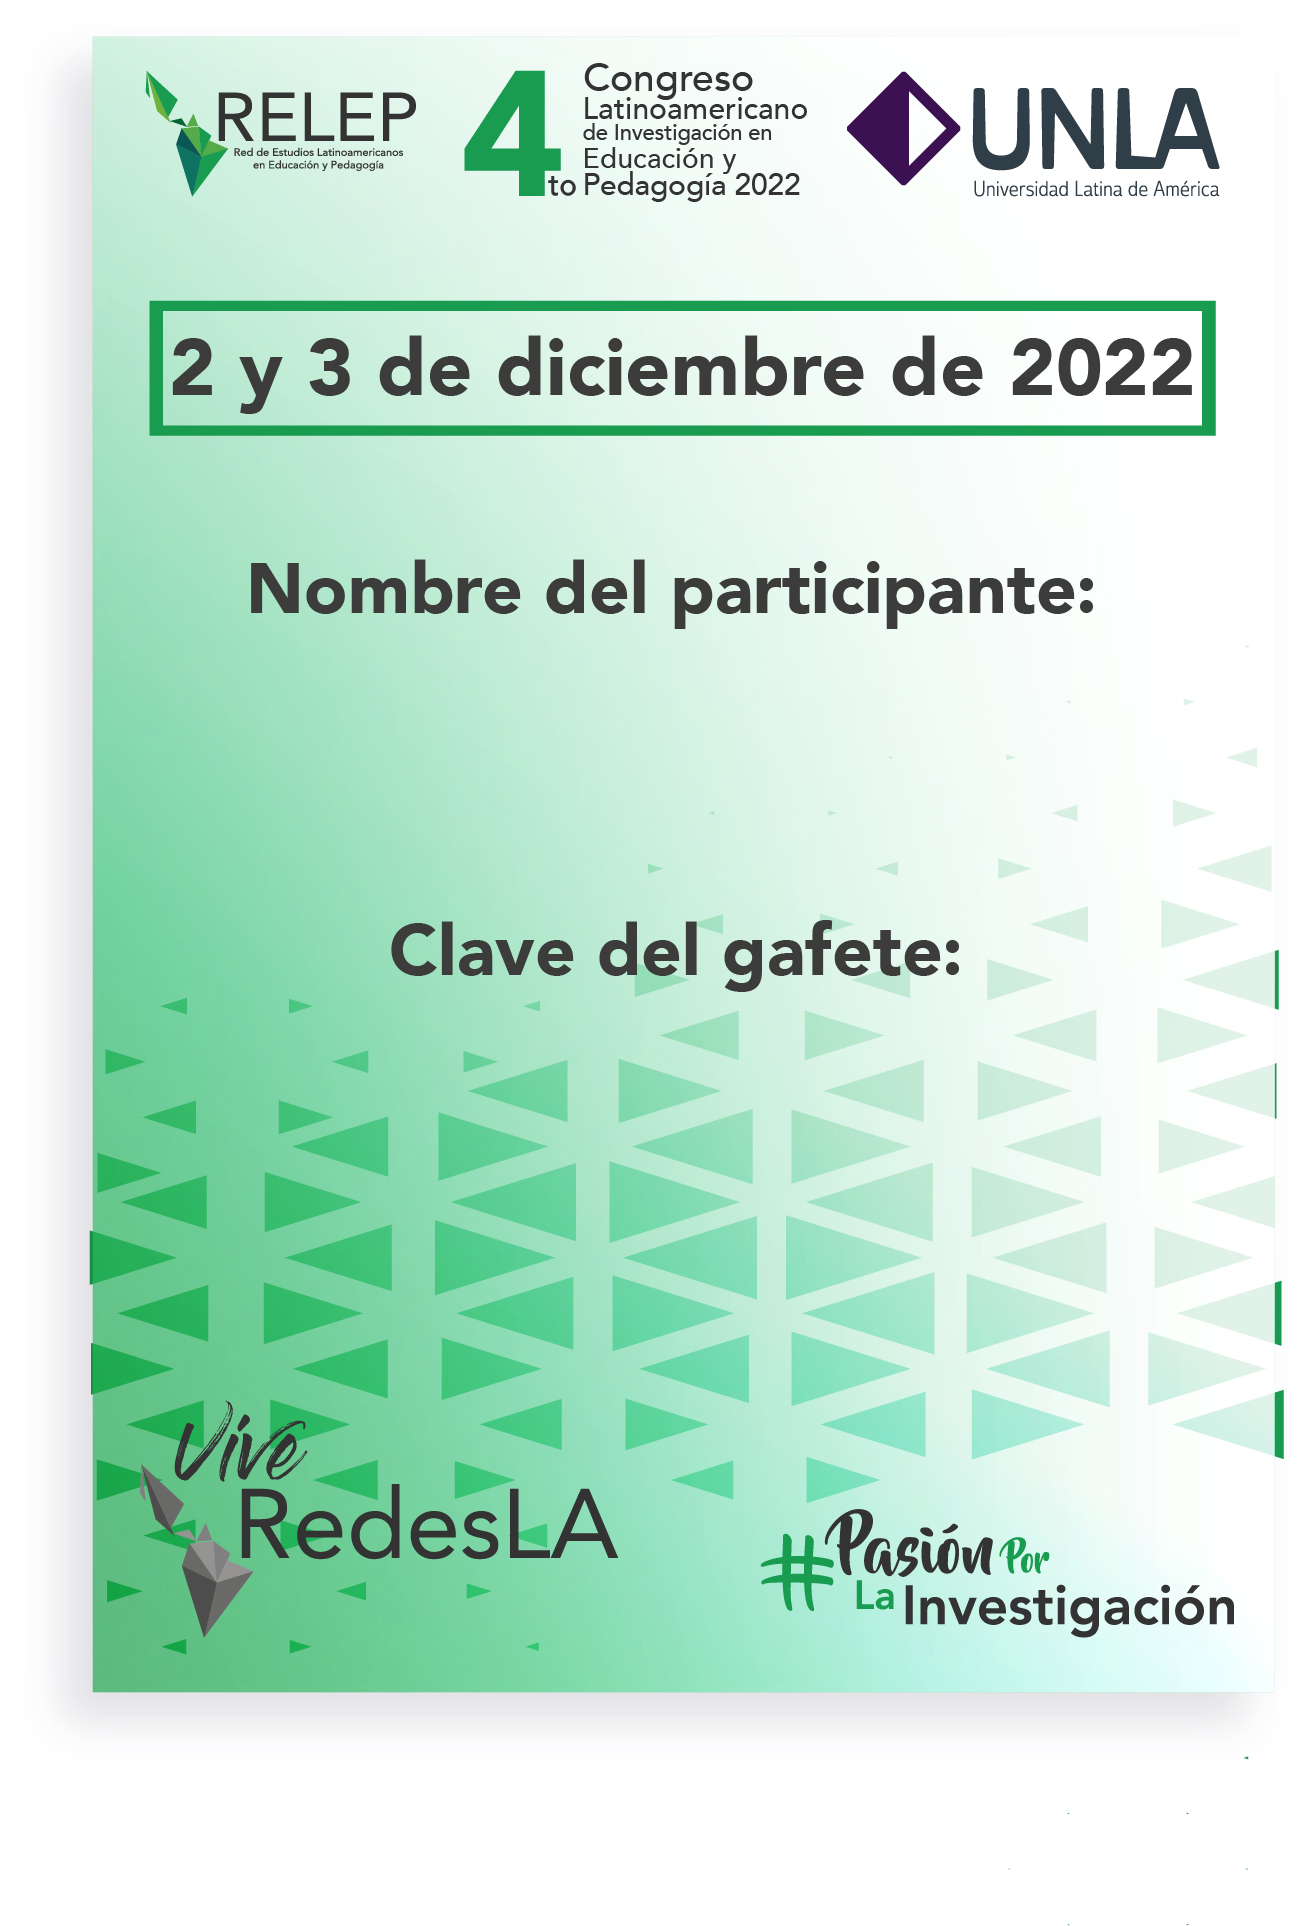 RELEP
Red de Estudios Latinoamericanos
en Educación y Pedagogía
4to
Congreso
Latinoamericano
de Investigación en
Educación y
Pedagogía 2022
UNLA
Universidad Latina de América
2 y 3 de diciembre de 2022
Nombre del participante:
Clave del gafete:
Vive
RedesLA
#Pasión Por
La Investigación